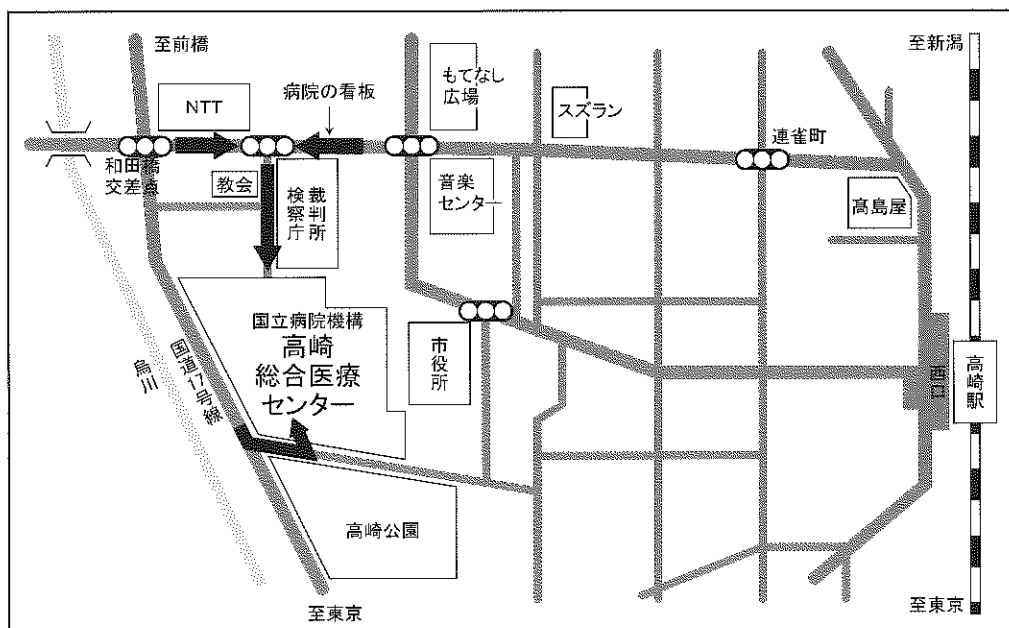 至前橋
NTT
病院の看板
もてなし
広場
スズラン
至新潟
連雀町
和田橋
交差点
教会
検察庁
裁判所
音楽
センター
髙島屋
国立病院機構
高崎
総合医療
センター
市役所
烏川
国道17号線
西口
高崎駅
高崎公園
至東京
至東京